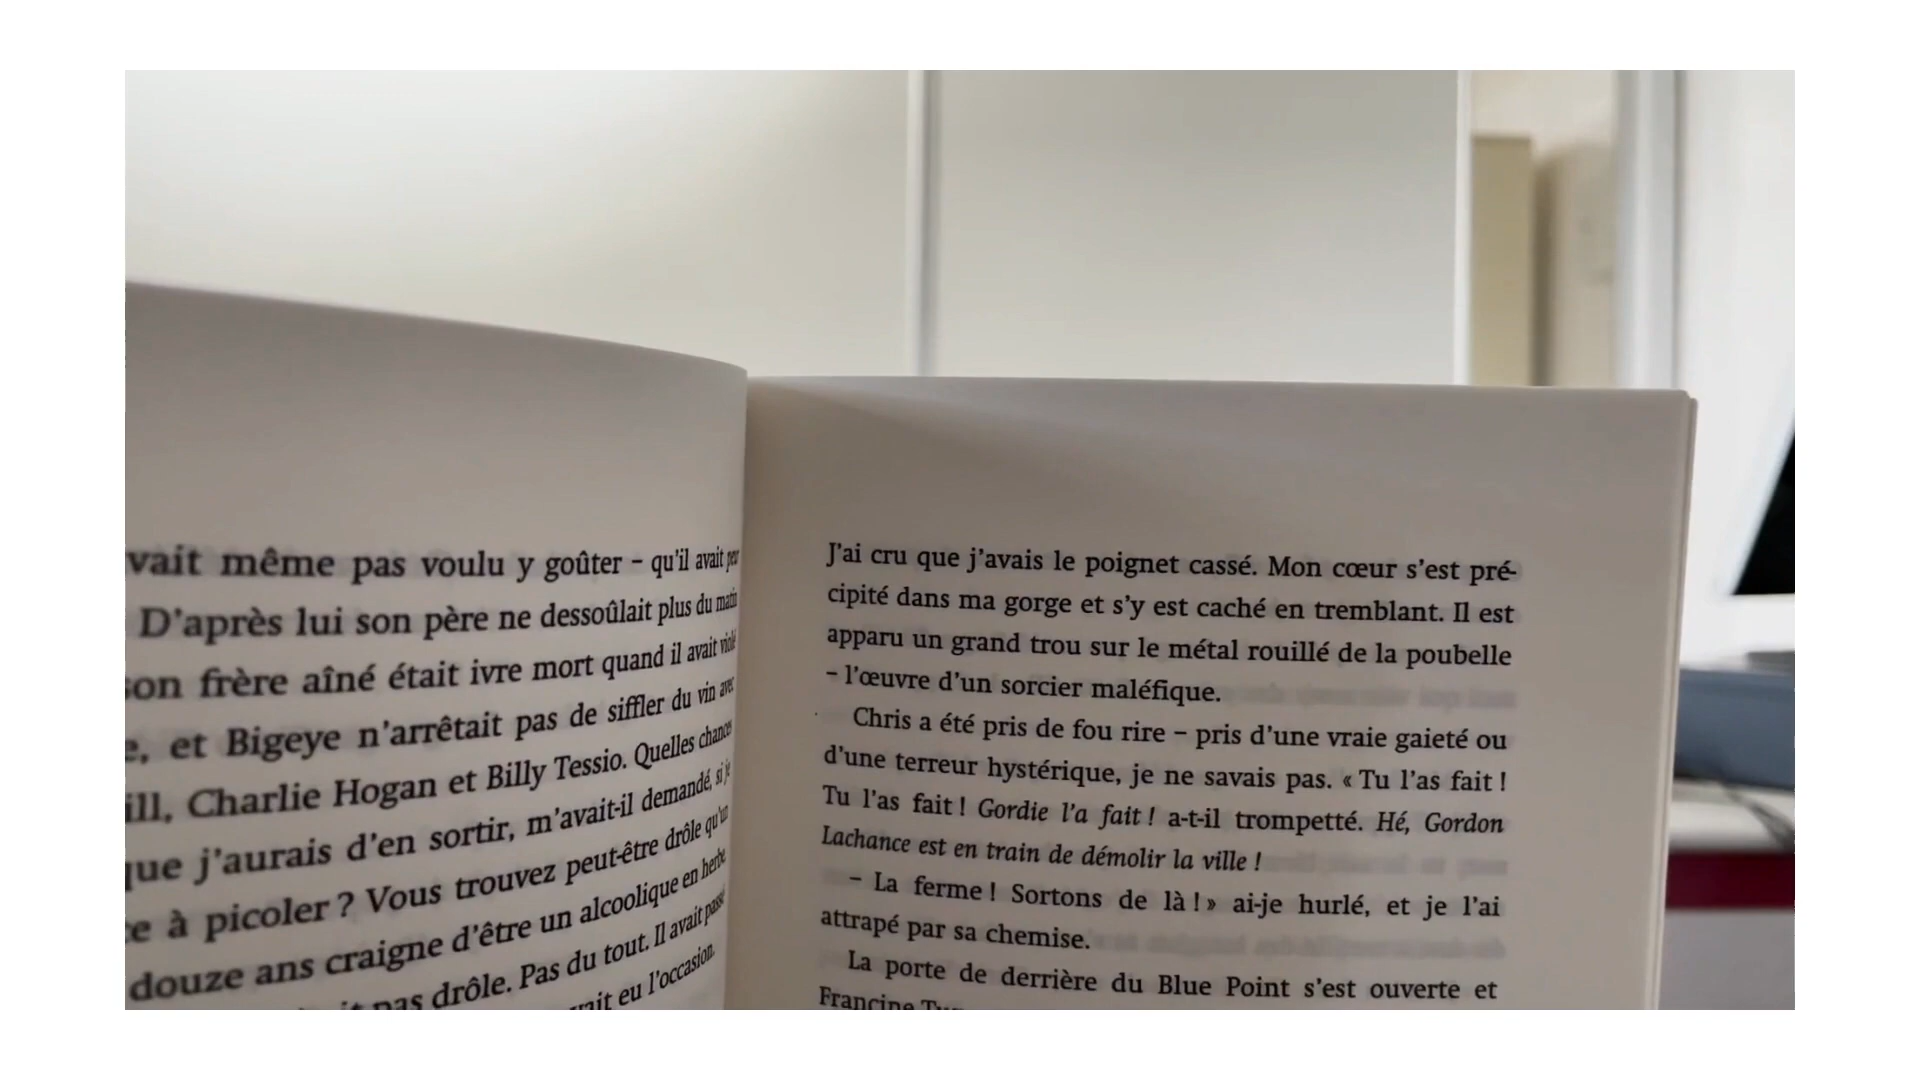 vait même pas voulu y goûter – qu'il avait peur
D'après lui son père ne dessoûlait plus du matin
son frère aîné était ivre mort quand il avait violé
e, et Bigeye n'arrêtait pas de siffler du vin avec
ill, Charlie Hogan et Billy Tessio. Quelles chances
que j'aurais d'en sortir, m'avait-il demandé, si je
te à picoler ? Vous trouvez peut-être drôle qu'un
douze ans craigne d'être un alcoolique en herbe
pas drôle. Pas du tout. Il avait passé
eu l'occasion.
J'ai cru que j'avais le poignet cassé. Mon cœur s'est pré-
cipité dans ma gorge et s'y est caché en tremblant. Il est
apparu un grand trou sur le métal rouillé de la poubelle
– l'œuvre d'un sorcier maléfique.
Chris a été pris de fou rire – pris d'une vraie gaieté ou
d'une terreur hystérique, je ne savais pas. « Tu l'as fait !
Tu l'as fait ! Gordie l'a fait ! a-t-il trompetté. Hé, Gordon
Lachance est en train de démolir la ville !
– La ferme ! Sortons de là ! » ai-je hurlé, et je l'ai
attrapé par sa chemise.
La porte de derrière du Blue Point s'est ouverte et
Francine